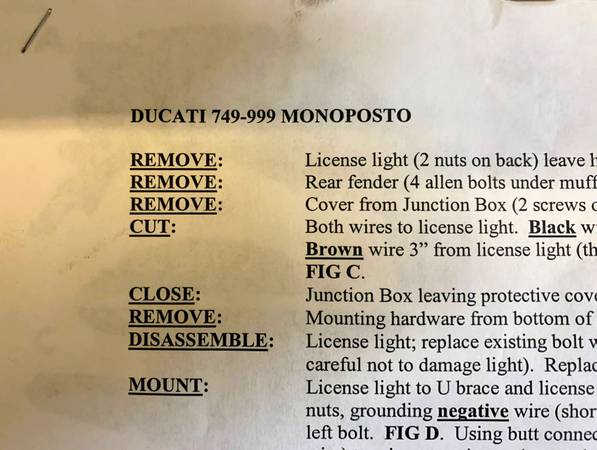 DUCATI 749-999 MONOPOSTO
REMOVE: License light (2 nuts on back) leave
REMOVE: Rear fender (4 allen bolts under
REMOVE: Cover from Junction Box (2 screws
CUT: Both wires to license light. Black
Brown wire 3” from license light
FIG C.
CLOSE: Junction Box leaving protective
REMOVE: Mounting hardware from bottom of
DISASSEMBLE: License light; replace existing bolt
careful not to damage light).
MOUNT: License light to U brace and license
nuts, grounding negative wire
left bolt. FIG D. Using butt